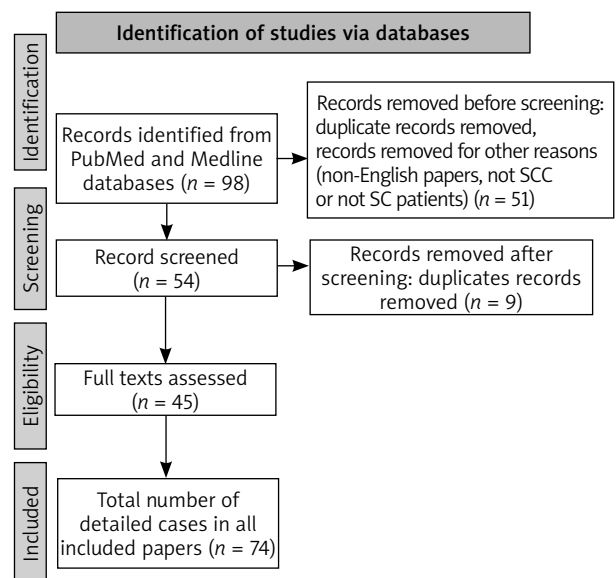 Identification of studies via databases
Identification
Records identified from
PubMed and Medline
databases (n = 98)
Records removed before screening:
duplicate records removed,
records removed for other reasons
(non-English papers, not SCC
or not SC patients) (n = 51)
Screening
Record screened
(n = 54)
Records removed after
screening: duplicates records
removed (n = 9)
Eligibility
Full texts assessed
(n = 45)
Included
Total number of
detailed cases in all
included papers (n = 74)